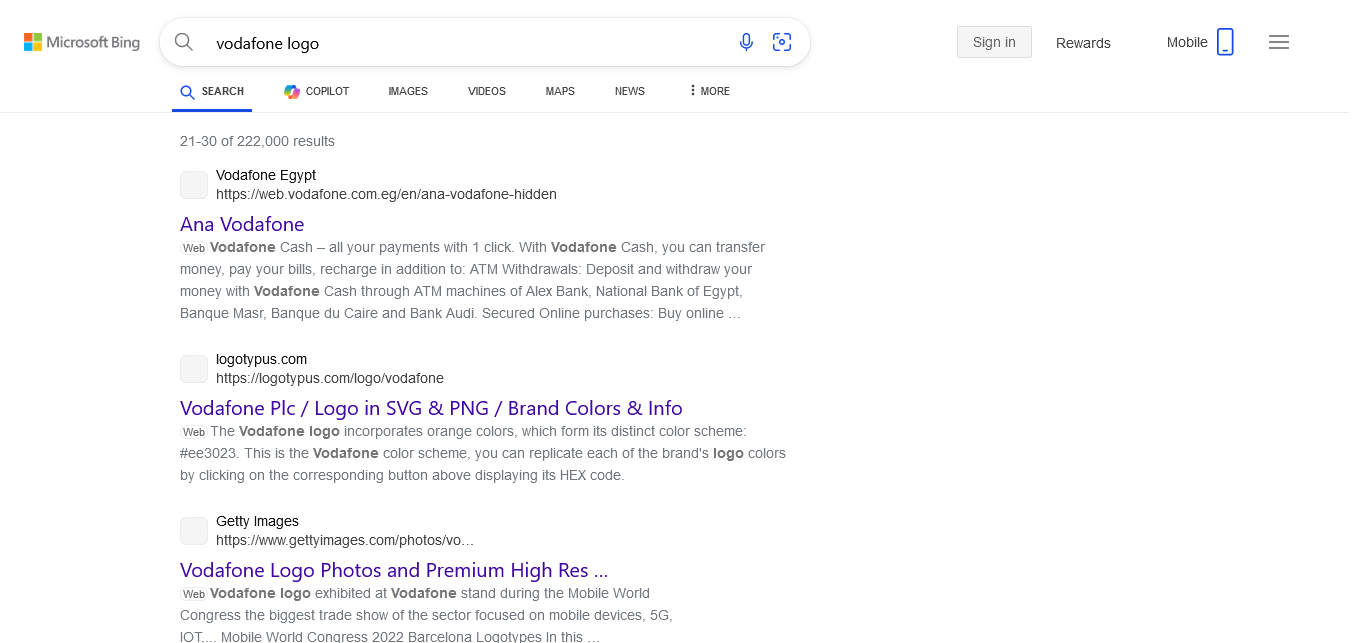 Microsoft Bing
vodafone logo
Sign in
Rewards
Mobile
SEARCH
COPILOT
IMAGES
VIDEOS
MAPS
NEWS
MORE
21-30 of 222,000 results
Vodafone Egypt
https://web.vodafone.com.eg/en/ana-vodafone-hidden
Ana Vodafone
Web Vodafone Cash – all your payments with 1 click. With Vodafone Cash, you can transfer
money, pay your bills, recharge in addition to: ATM Withdrawals: Deposit and withdraw your
money with Vodafone Cash through ATM machines of Alex Bank, National Bank of Egypt,
Banque Masr, Banque du Caire and Bank Audi. Secured Online purchases: Buy online …
logotypus.com
https://logotypus.com/logo/vodafone
Vodafone Plc / Logo in SVG & PNG / Brand Colors & Info
Web The Vodafone logo incorporates orange colors, which form its distinct color scheme:
#ee3023. This is the Vodafone color scheme, you can replicate each of the brand's logo colors
by clicking on the corresponding button above displaying its HEX code.
Getty Images
https://www.gettyimages.com/photos/vo…
Vodafone Logo Photos and Premium High Res …
Web Vodafone logo exhibited at Vodafone stand during the Mobile World
Congress the biggest trade show of the sector focused on mobile devices, 5G,
IOT,... Mobile World Congress 2022 Barcelona Logotypes In this …